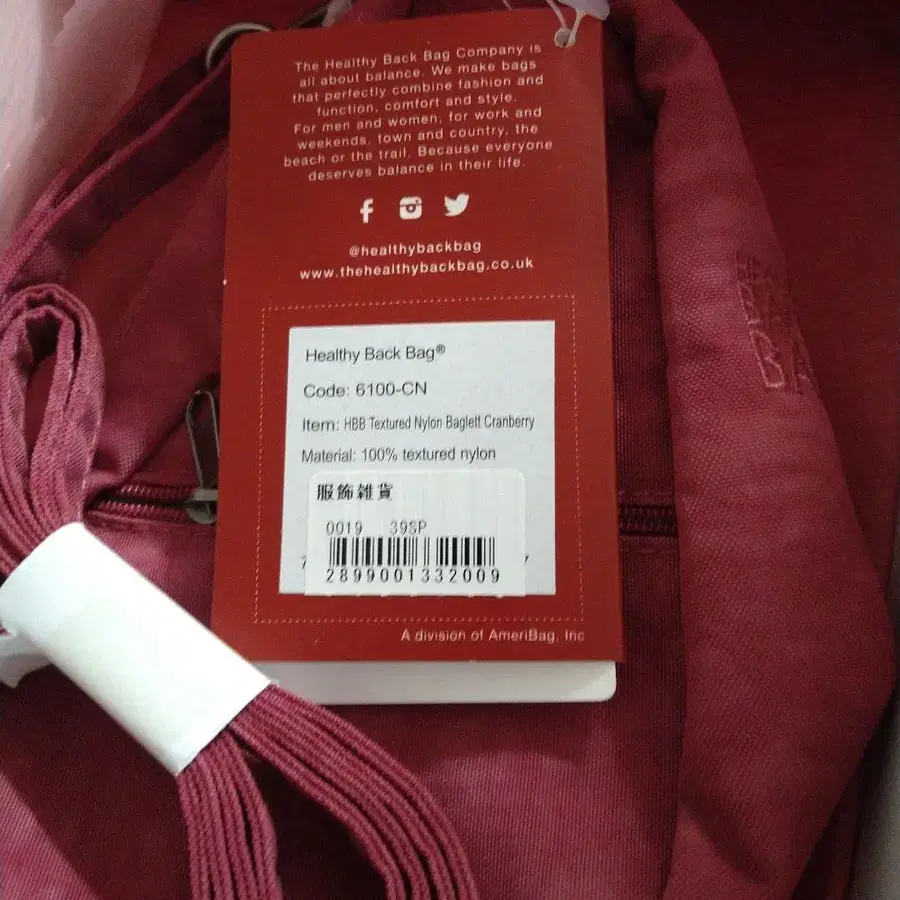 The Healthy Back Bag Company is
all about balance. We make bags
that perfectly combine fashion and
function, comfort and style.
For men and women, for work and
weekends, town and country, the
beach or the trail. Because everyone
deserves balance in their life.
@healthybackbag
www.thehealthybackbag.co.uk
Healthy Back Bag®
Code: 6100-CN
Item: HBB Textured Nylon Baglett Cranberry
Material: 100% textured nylon
服飾雑貨
0019 39SP
7 7
2899001332009
A division of AmeriBag, Inc